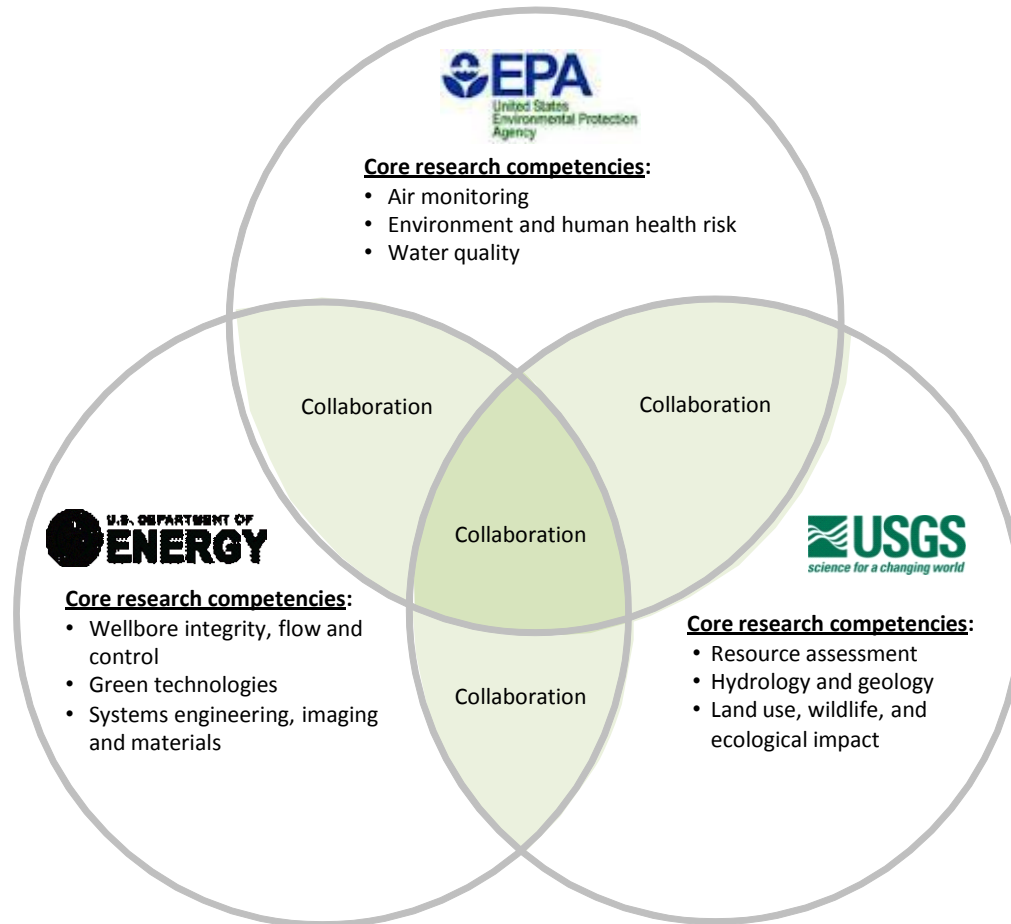 EPA
United States
Environmental Protection
Agency
Core research competencies:
• Air monitoring
• Environment and human health risk
• Water quality
Collaboration
Collaboration
Collaboration
U.S. DEPARTMENT OF
ENERGY
Core research competencies:
• Wellbore integrity, flow and
control
• Green technologies
• Systems engineering, imaging
and materials
USGS
science for a changing world
Core research competencies:
• Resource assessment
• Hydrology and geology
• Land use, wildlife, and
ecological impact
Collaboration